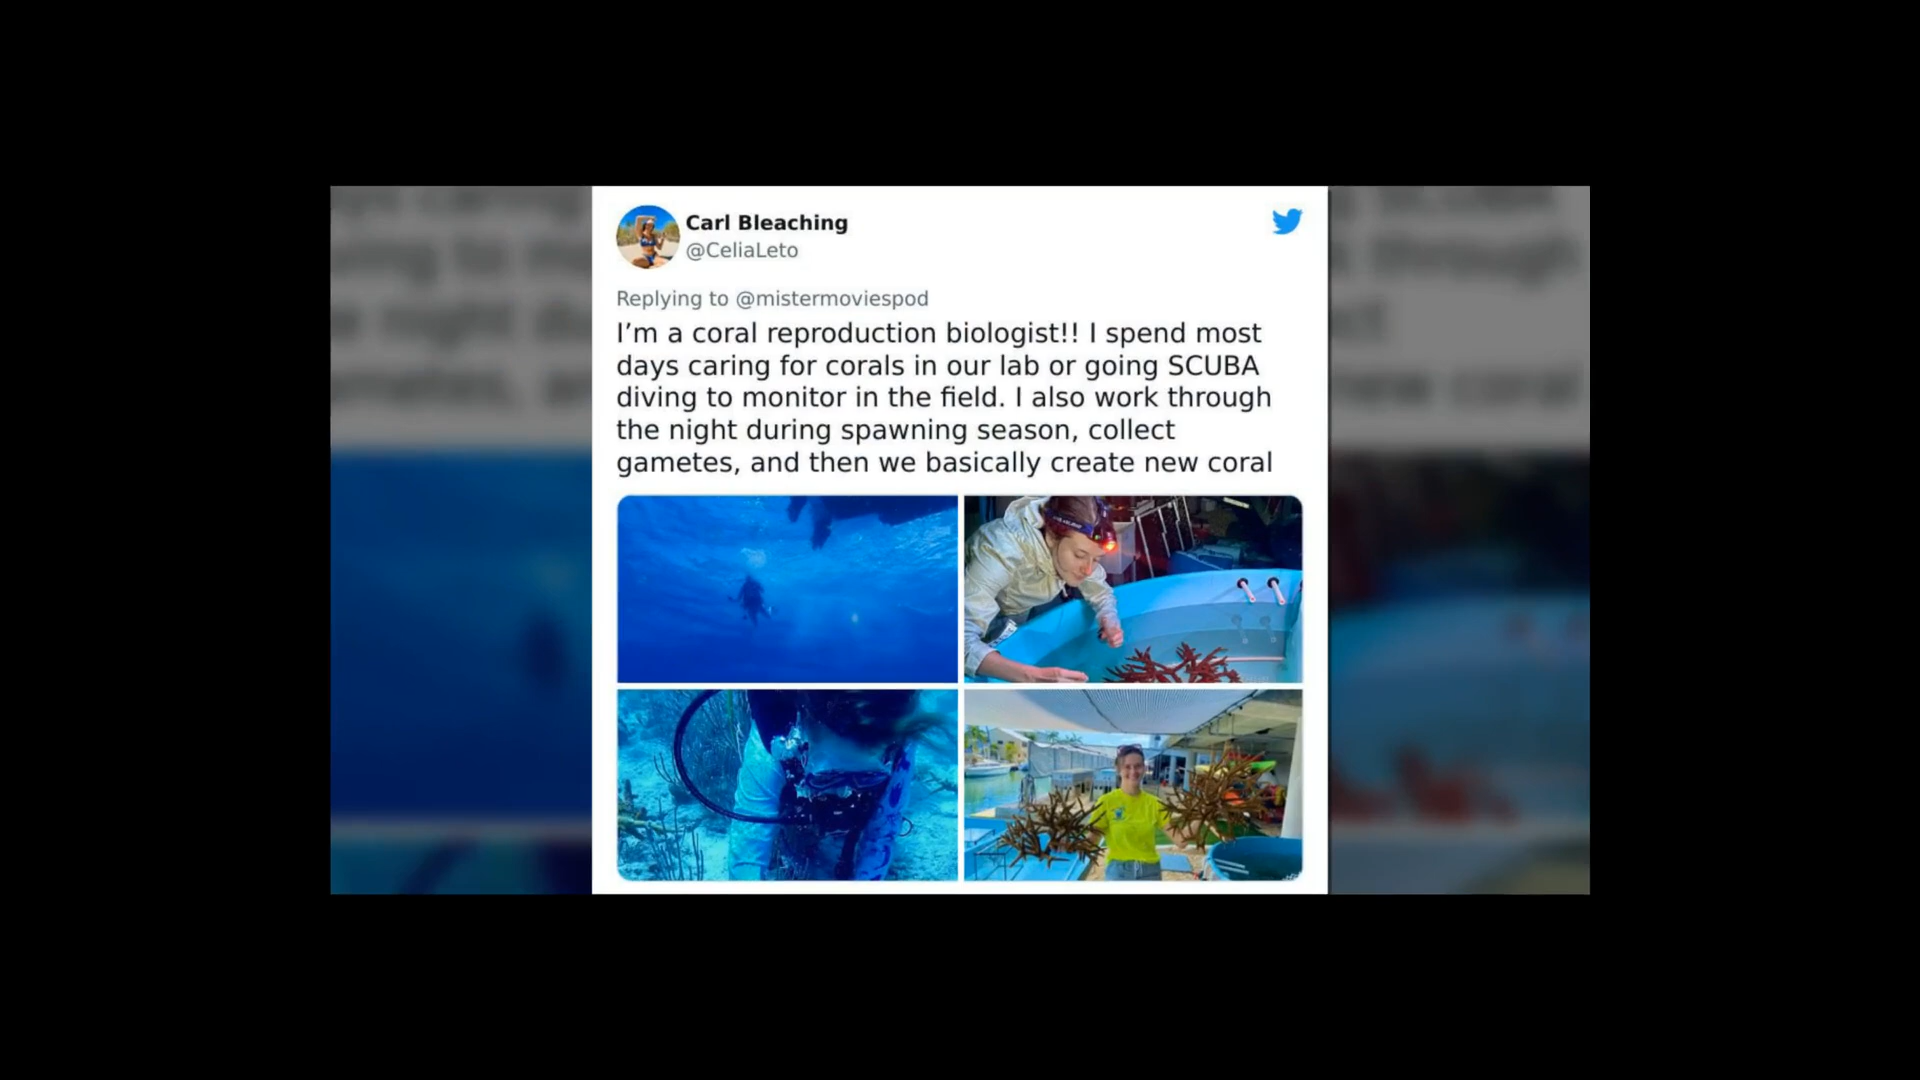 Carl Bleaching
@CeliaLeto
Replying to @mistermoviespod
I’m a coral reproduction biologist!! I spend most
days caring for corals in our lab or going SCUBA
diving to monitor in the field. I also work through
the night during spawning season, collect
gametes, and then we basically create new coral